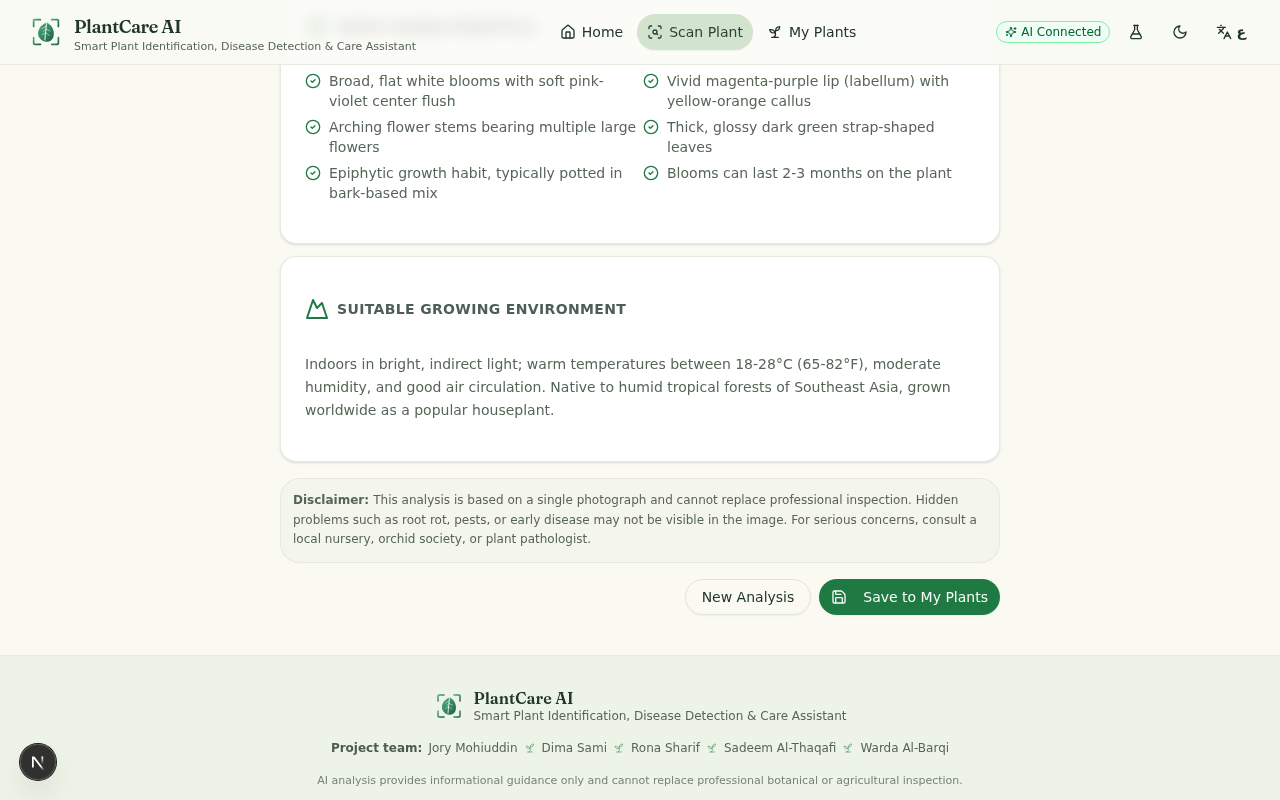 PlantCare AI
Smart Plant Identification, Disease Detection & Care Assistant
Home
Scan Plant
My Plants
AI Connected
ع
Broad, flat white blooms with soft pink-
violet center flush
Vivid magenta-purple lip (labellum) with
yellow-orange callus
Arching flower stems bearing multiple large
flowers
Thick, glossy dark green strap-shaped
leaves
Epiphytic growth habit, typically potted in
bark-based mix
Blooms can last 2-3 months on the plant
SUITABLE GROWING ENVIRONMENT
Indoors in bright, indirect light; warm temperatures between 18-28°C (65-82°F), moderate
humidity, and good air circulation. Native to humid tropical forests of Southeast Asia, grown
worldwide as a popular houseplant.
Disclaimer: This analysis is based on a single photograph and cannot replace professional inspection. Hidden
problems such as root rot, pests, or early disease may not be visible in the image. For serious concerns, consult a
local nursery, orchid society, or plant pathologist.
New Analysis
Save to My Plants
PlantCare AI
Smart Plant Identification, Disease Detection & Care Assistant
Project team: Jory Mohiuddin Dima Sami Rona Sharif Sadeem Al-Thaqafi Warda Al-Barqi
N
AI analysis provides informational guidance only and cannot replace professional botanical or agricultural inspection.